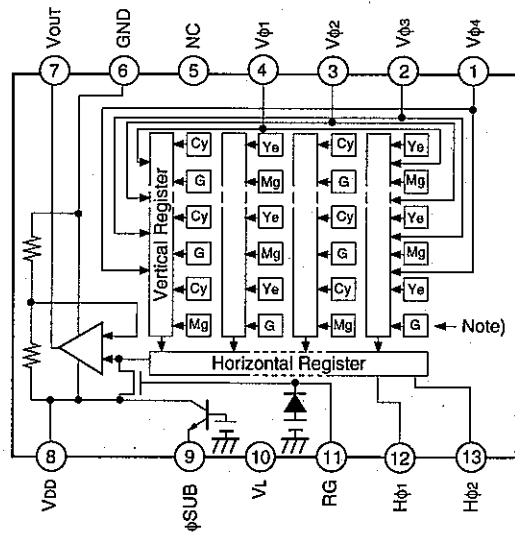 VOUT GND NC Vφ1 Vφ2 Vφ3 Vφ4
7 6 5 4 3 2 1
Vertical Register
Cy Ye Cy Ye
G Mg G Mg
Cy Ye Cy Ye
G Mg G Mg
Cy Ye Cy Ye
Mg G Mg G
Note)
Horizontal Register
8 9 10 11 12 13
VDD φSUB VL RG Hφ1 Hφ2